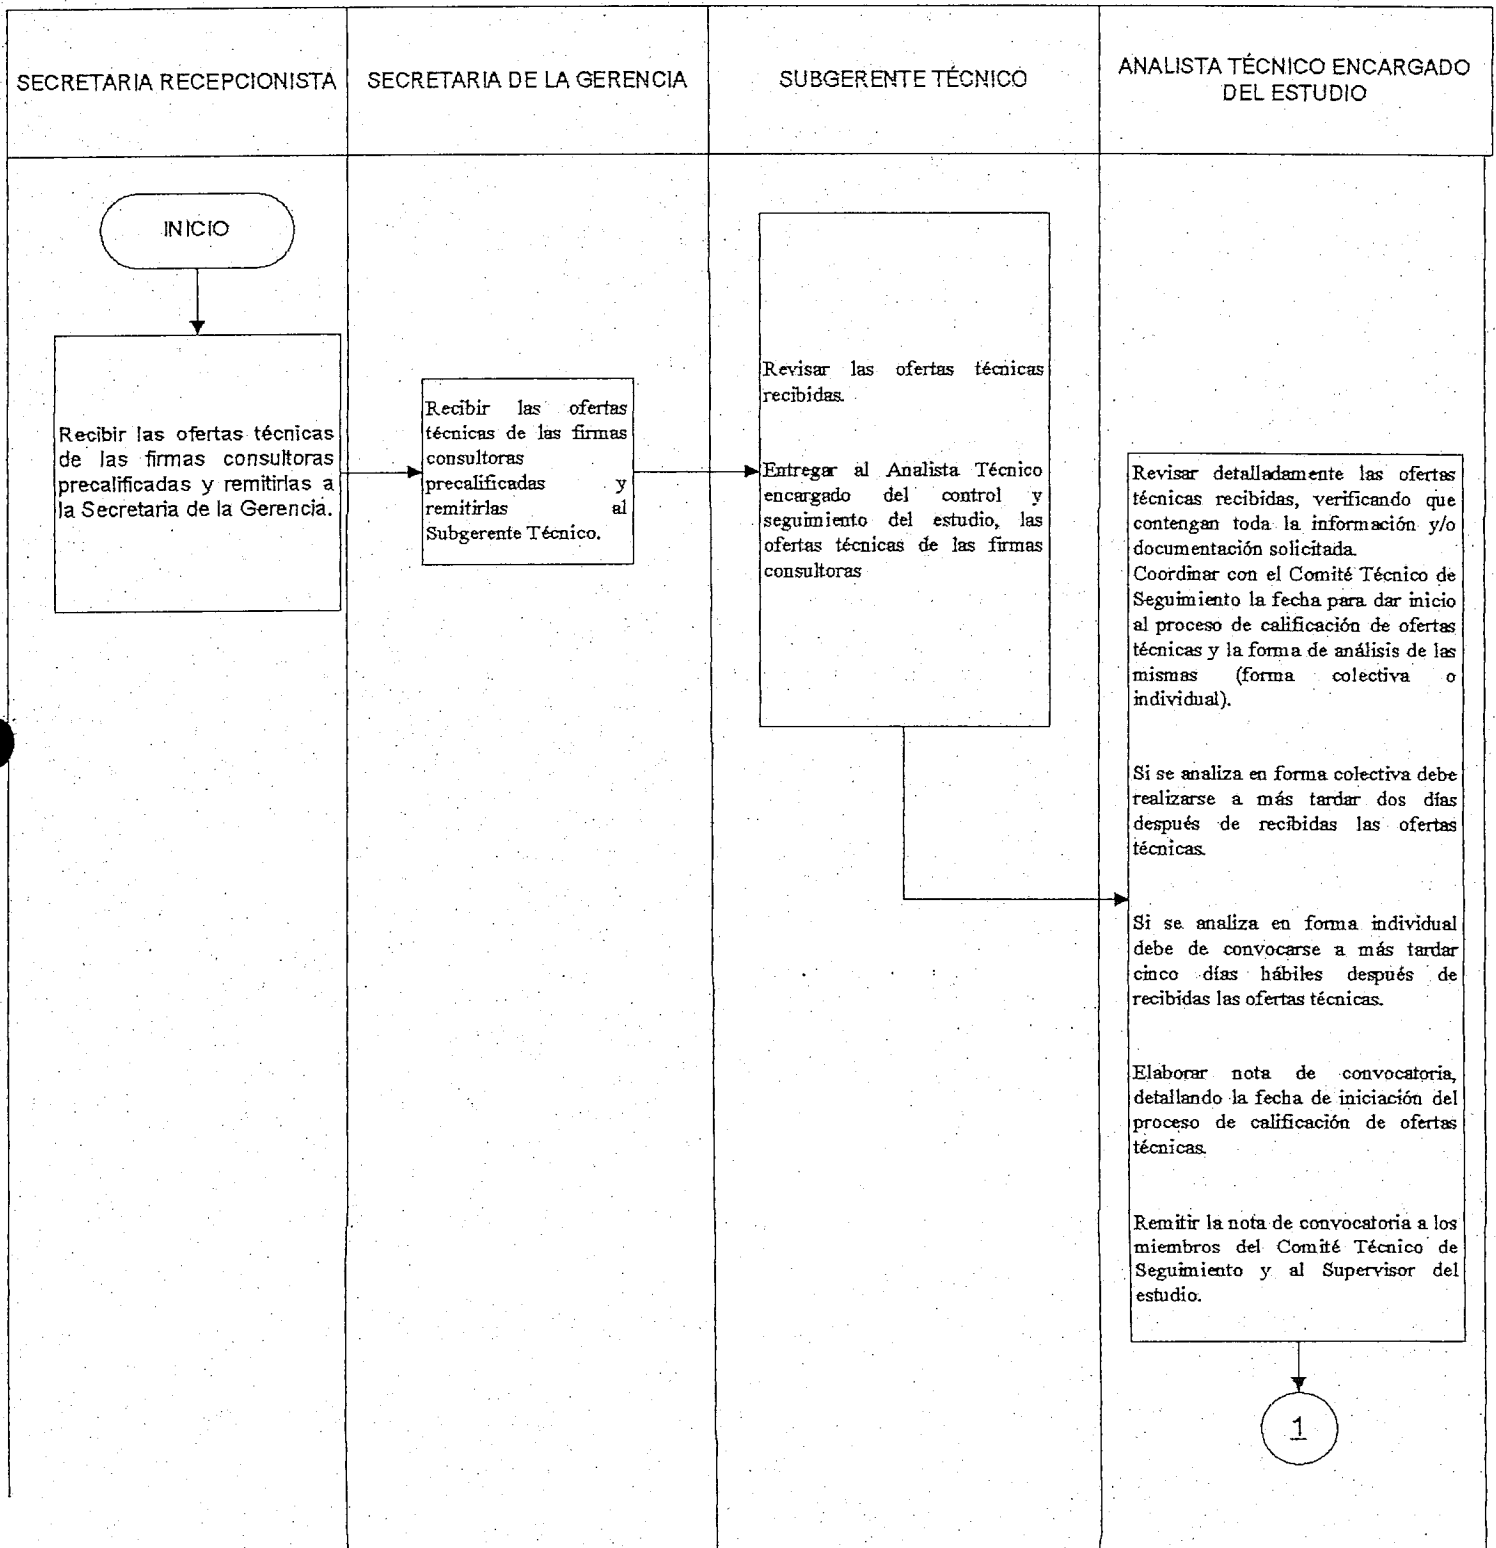 SECRETARIA RECEPCIONISTA
SECRETARIA DE LA GERENCIA
SUBGERENTE TÉCNICO
ANALISTA TÉCNICO ENCARGADO
DEL ESTUDIO
INICIO
Recibir las ofertas técnicas
de las firmas consultoras
precalificadas y remitirlas a
la Secretaria de la Gerencia.
Recibir las ofertas
técnicas de las firmas
consultoras
precalificadas y
remitirlas al
Subgerente Técnico.
Revisar las ofertas técnicas
recibidas.
Entregar al Analista Técnico
encargado del control y
seguimiento del estudio, las
ofertas técnicas de las firmas
consultoras
Revisar detalladamente las ofertas
técnicas recibidas, verificando que
contengan toda la información y/o
documentación solicitada.
Coordinar con el Comité Técnico de
Seguimiento la fecha para dar inicio
al proceso de calificación de ofertas
técnicas y la forma de análisis de las
mismas (forma colectiva o
individual).
Si se analiza en forma colectiva debe
realizarse a más tardar dos días
después de recibidas las ofertas
técnicas.
Si se analiza en forma individual
debe de convocarse a más tardar
cinco días hábiles después de
recibidas las ofertas técnicas.
Elaborar nota de convocatoria,
detallando la fecha de iniciación del
proceso de calificación de ofertas
técnicas.
Remitir la nota de convocatoria a los
miembros del Comité Técnico de
Seguimiento y al Supervisor del
estudio.
1